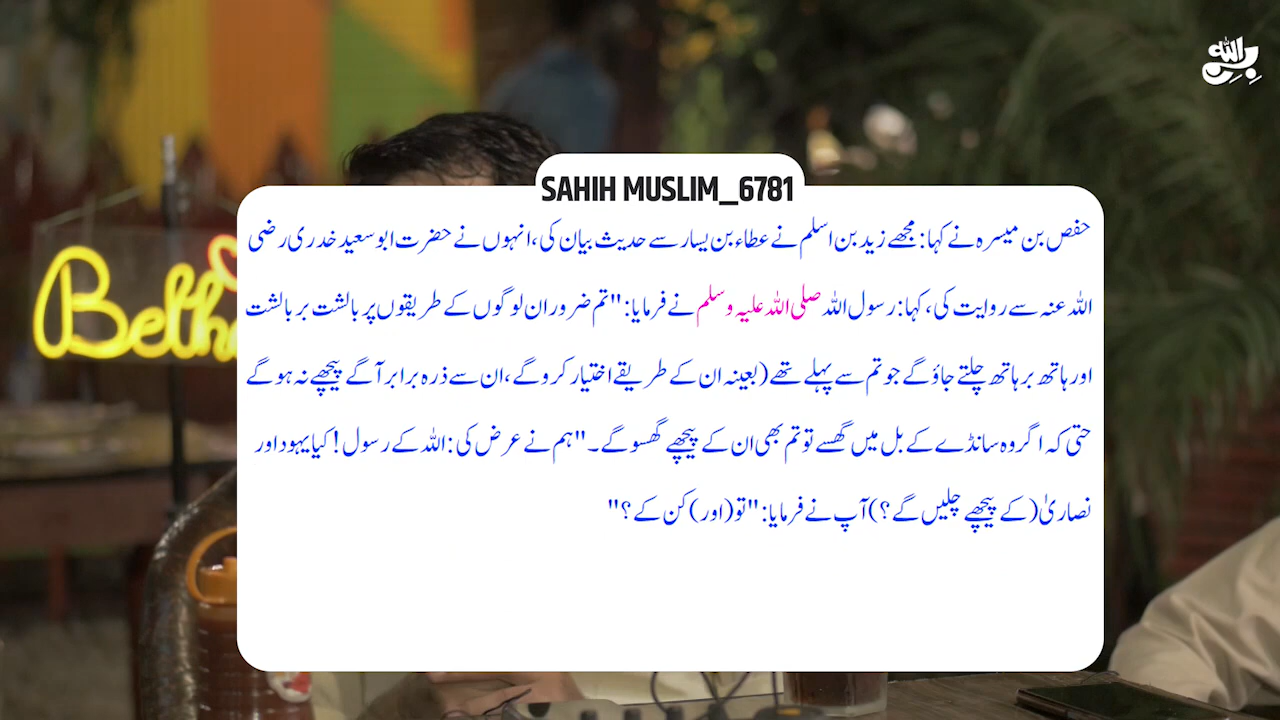 SAHIH MUSLIM_6781
حفص بن میسرہ نے کہا: مجھے زید بن اسلم نے عطاء بن یسار سے حدیث بیان کی، انہوں نے حضرت ابو سعید خدری رضی
اللہ عنہ سے روایت کی، کہا: رسول اللہ صلی اللہ علیہ وسلم نے فرمایا: "تم ضرور ان لوگوں کے طریقوں پر بالشت بر بالشت
اور ہاتھ بر ہاتھ چلتے جاؤ گے جو تم سے پہلے تھے (بعینہ ان کے طریقے اختیار کرو گے، ان سے ذرہ برابر آگے پیچھے نہ ہو گے
حتی کہ اگر وہ سانڈے کے بل میں گھسے تو تم بھی ان کے پیچھے گھسو گے۔" ہم نے عرض کی: اللہ کے رسول! کیا یہود اور
نصاریٰ (کے پیچھے چلیں گے؟) آپ نے فرمایا: "تو (اور) کن کے؟"
Beth